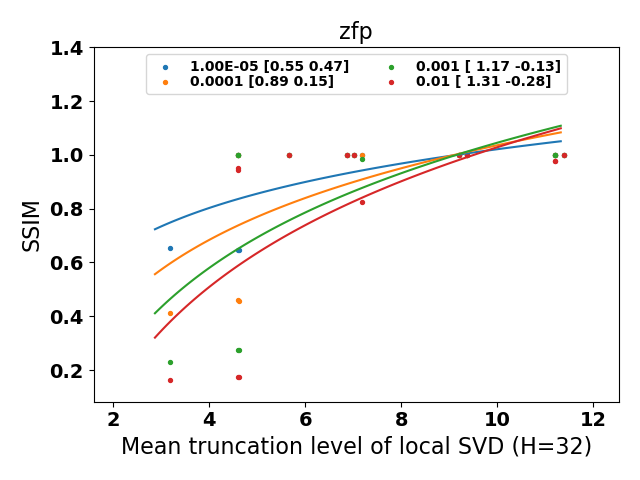 zfp
1.00E-05 [0.55 0.47]
0.0001 [0.89 0.15]
0.001 [ 1.17 -0.13]
0.01 [ 1.31 -0.28]
1.4
1.2
1.0
0.8
0.6
0.4
0.2
SSIM
2 4 6 8 10 12
Mean truncation level of local SVD (H=32)